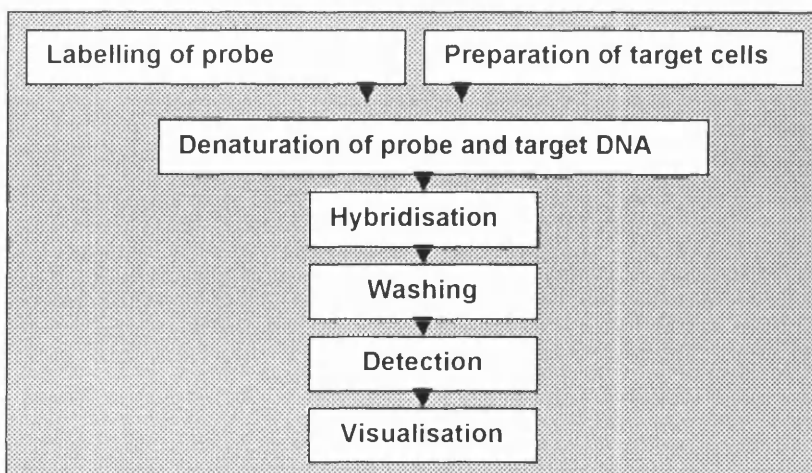 Labelling of probe
Preparation of target cells
Denaturation of probe and target DNA
Hybridisation
Washing
Detection
Visualisation